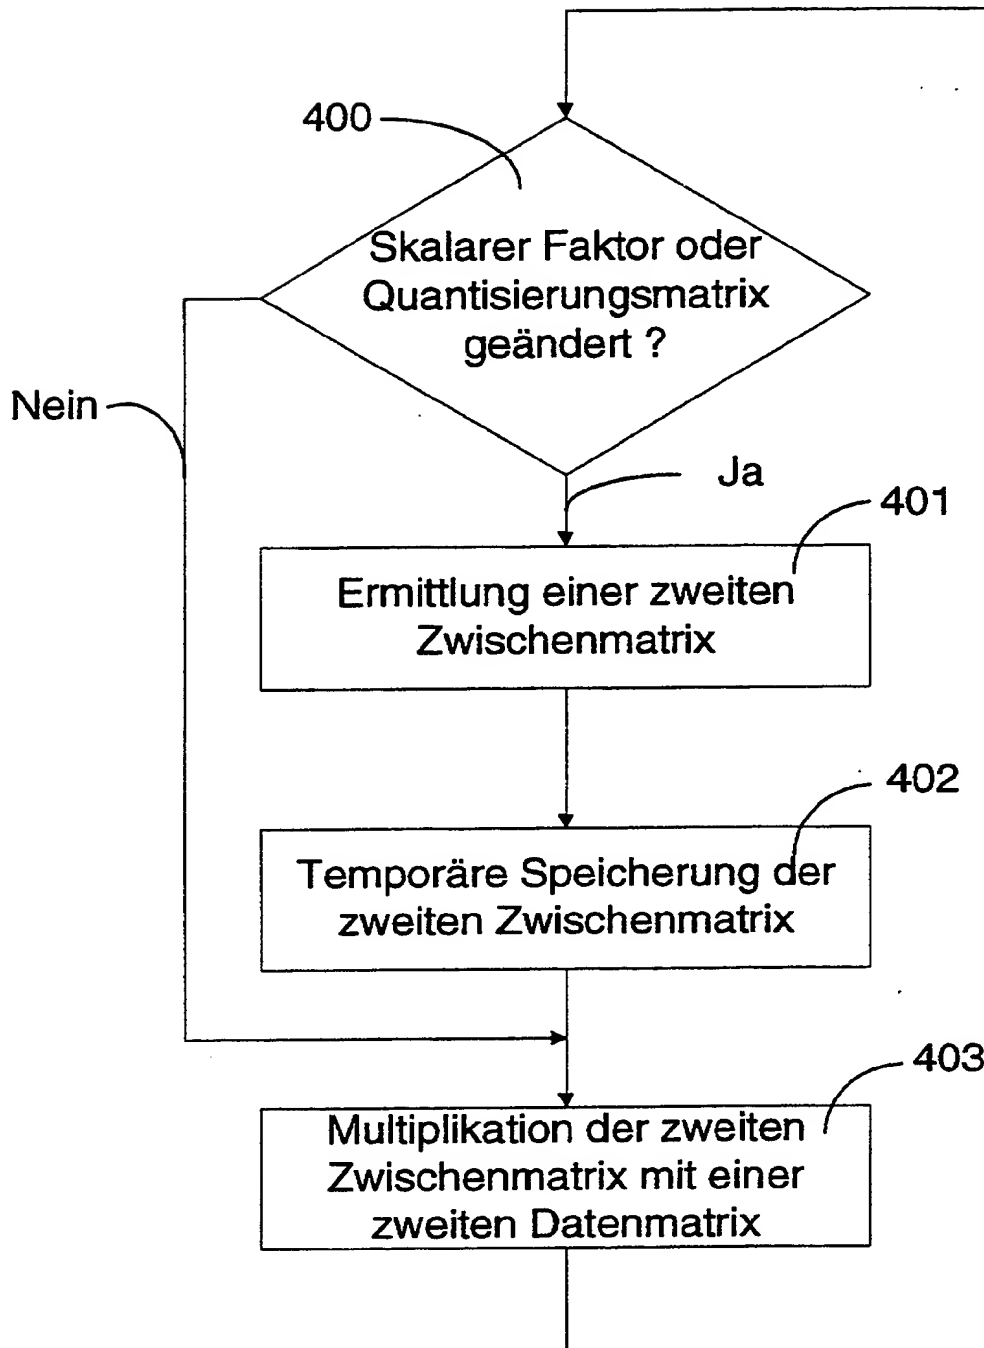 400
Skalarer Faktor oder
Quantisierungsmatrix
geändert ?
Nein
Ja
401
Ermittlung einer zweiten
Zwischenmatrix
402
Temporäre Speicherung der
zweiten Zwischenmatrix
403
Multiplikation der zweiten
Zwischenmatrix mit einer
zweiten Datenmatrix